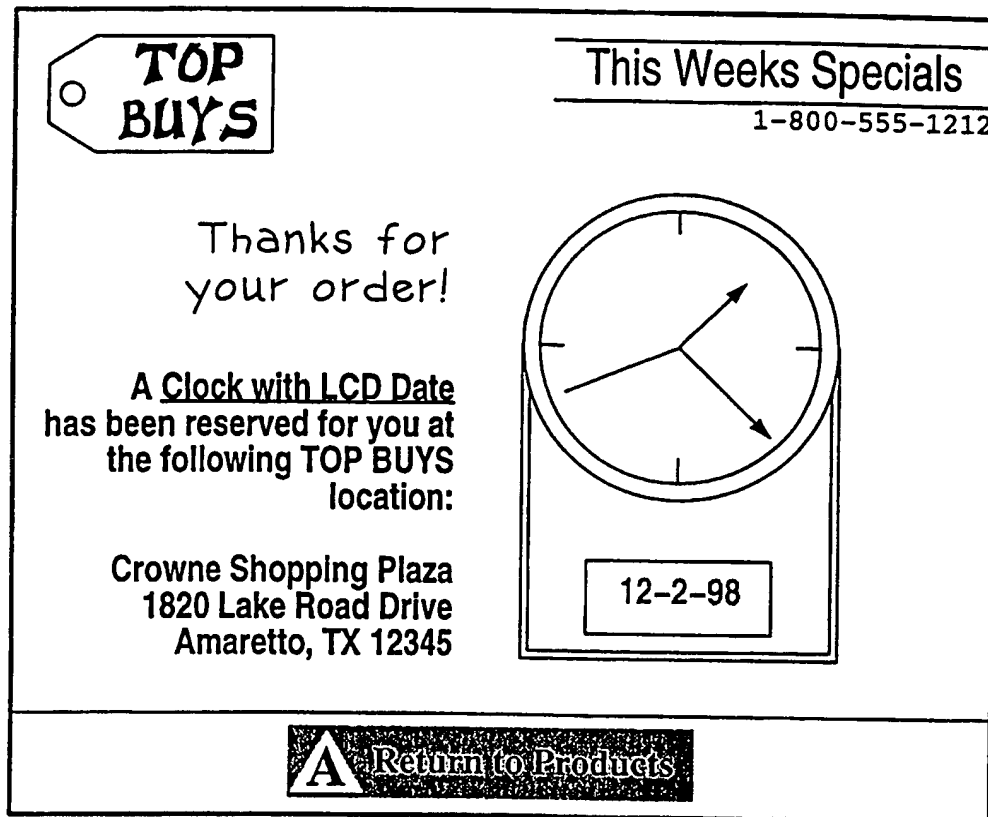 TOP
BUYS
This Weeks Specials
1-800-555-1212
Thanks for
your order!
A Clock with LCD Date
has been reserved for you at
the following TOP BUYS
location:
Crowne Shopping Plaza
1820 Lake Road Drive
Amaretto, TX 12345
12-2-98
A Return to Products